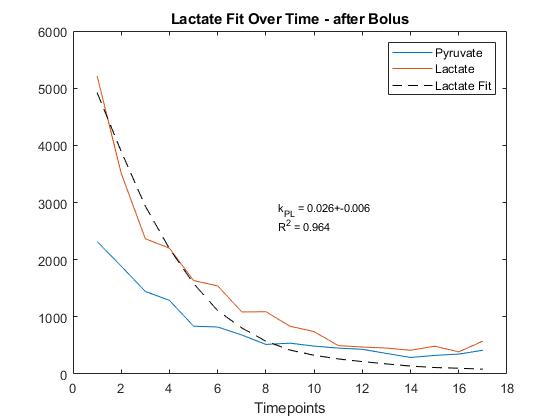 Lactate Fit Over Time - after Bolus
6000
5000
4000
3000
2000
1000
0
Pyruvate
Lactate
Lactate Fit
kPL = 0.026+-0.006
R2 = 0.964
0 2 4 6 8 10 12 14 16 18
Timepoints